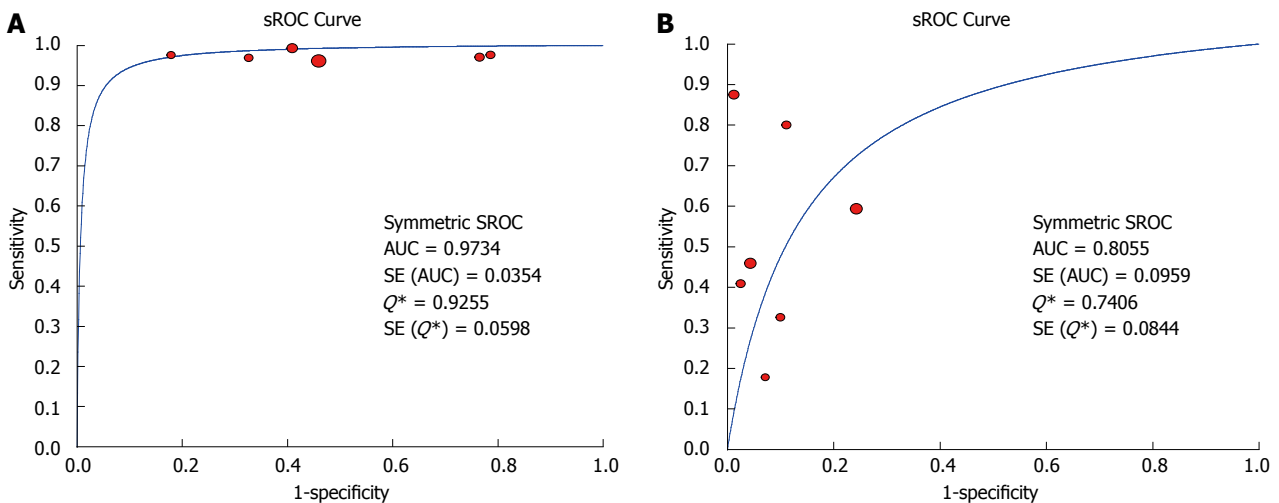 A
sROC Curve
1.0
0.9
0.8
0.7
0.6
0.5
0.4
0.3
0.2
0.1
0.0
Sensitivity
Symmetric SROC
AUC = 0.9734
SE (AUC) = 0.0354
Q* = 0.9255
SE (Q*) = 0.0598
0.0 0.2 0.4 0.6 0.8 1.0
1-specificity
B
sROC Curve
1.0
0.9
0.8
0.7
0.6
0.5
0.4
0.3
0.2
0.1
0.0
Sensitivity
Symmetric SROC
AUC = 0.8055
SE (AUC) = 0.0959
Q* = 0.7406
SE (Q*) = 0.0844
0.0 0.2 0.4 0.6 0.8 1.0
1-specificity